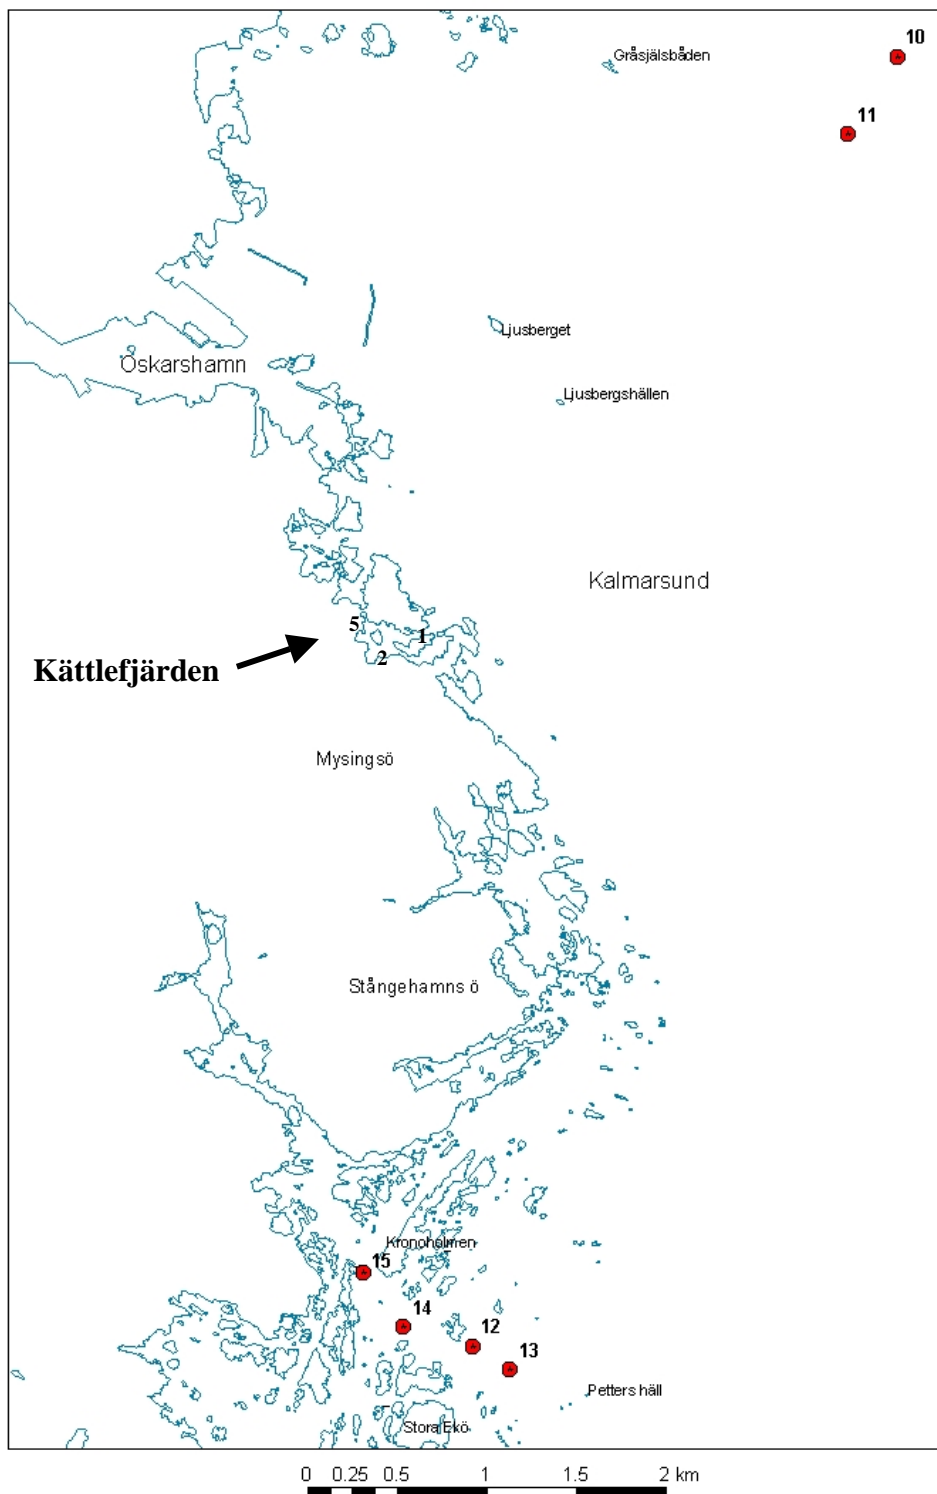 10
Gråsjälsbåden
11
Ljusberget
Oskarshamn
Ljusbergshällen
Kalmarsund
5
1
2
Kättlefjärden
Mysingsö
Stångehamns ö
Kronoholmen
15
14
12
13
Petters häll
Stora Ekö
0 0.25 0.5 1 1.5 2 km